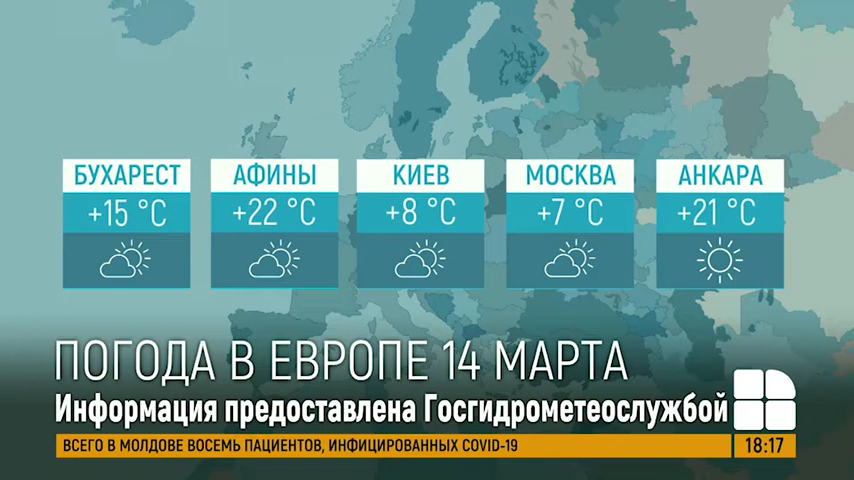 БУХАРЕСТ
+15 °C
АФИНЫ
+22 °C
КИЕВ
+8 °C
МОСКВА
+7 °C
АНКАРА
+21 °C
ПОГОДА В ЕВРОПЕ 14 МАРТА
Информация предоставлена Госгидрометеослужбой
ВСЕГО В МОЛДОВЕ ВОСЕМЬ ПАЦИЕНТОВ, ИНФИЦИРОВАННЫХ COVID-19
18:17